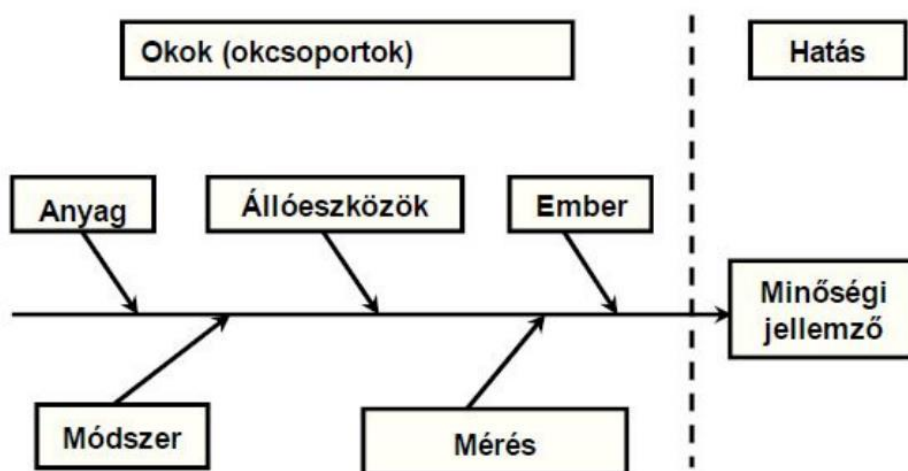 Okok (okcsoportok)
Hatás
Anyag
Állóeszközök
Ember
Minőségi
jellemző
Módszer
Mérés